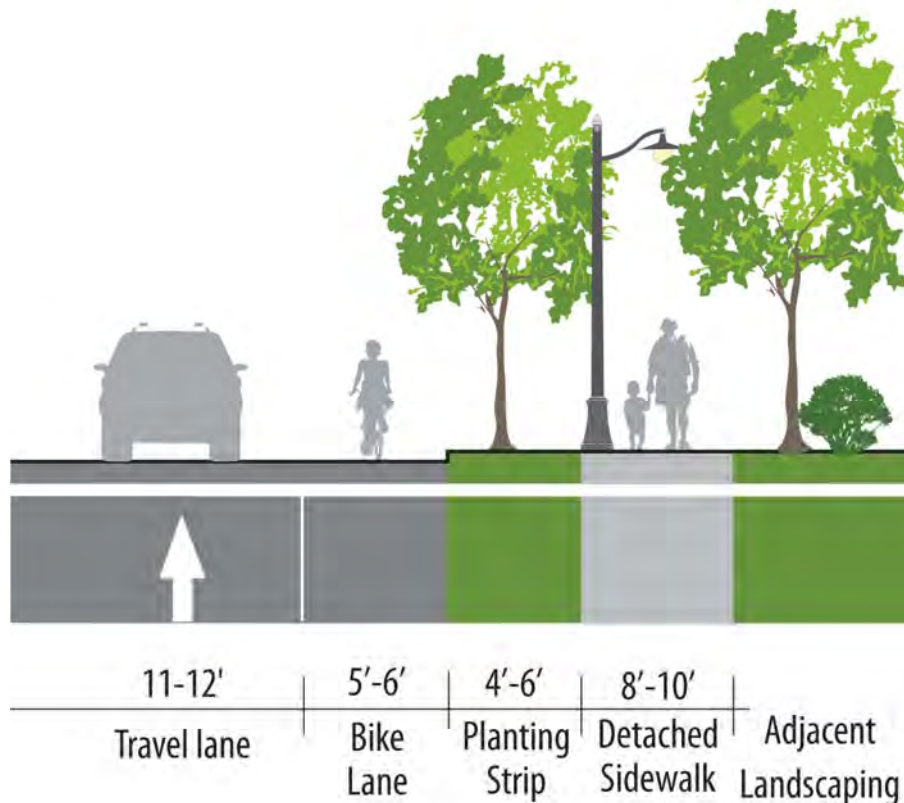 11-12′ 5′-6′ 4′-6′ 8′-10′
Travel lane
Bike
Lane
Planting
Strip
Detached
Sidewalk
Adjacent
Landscaping